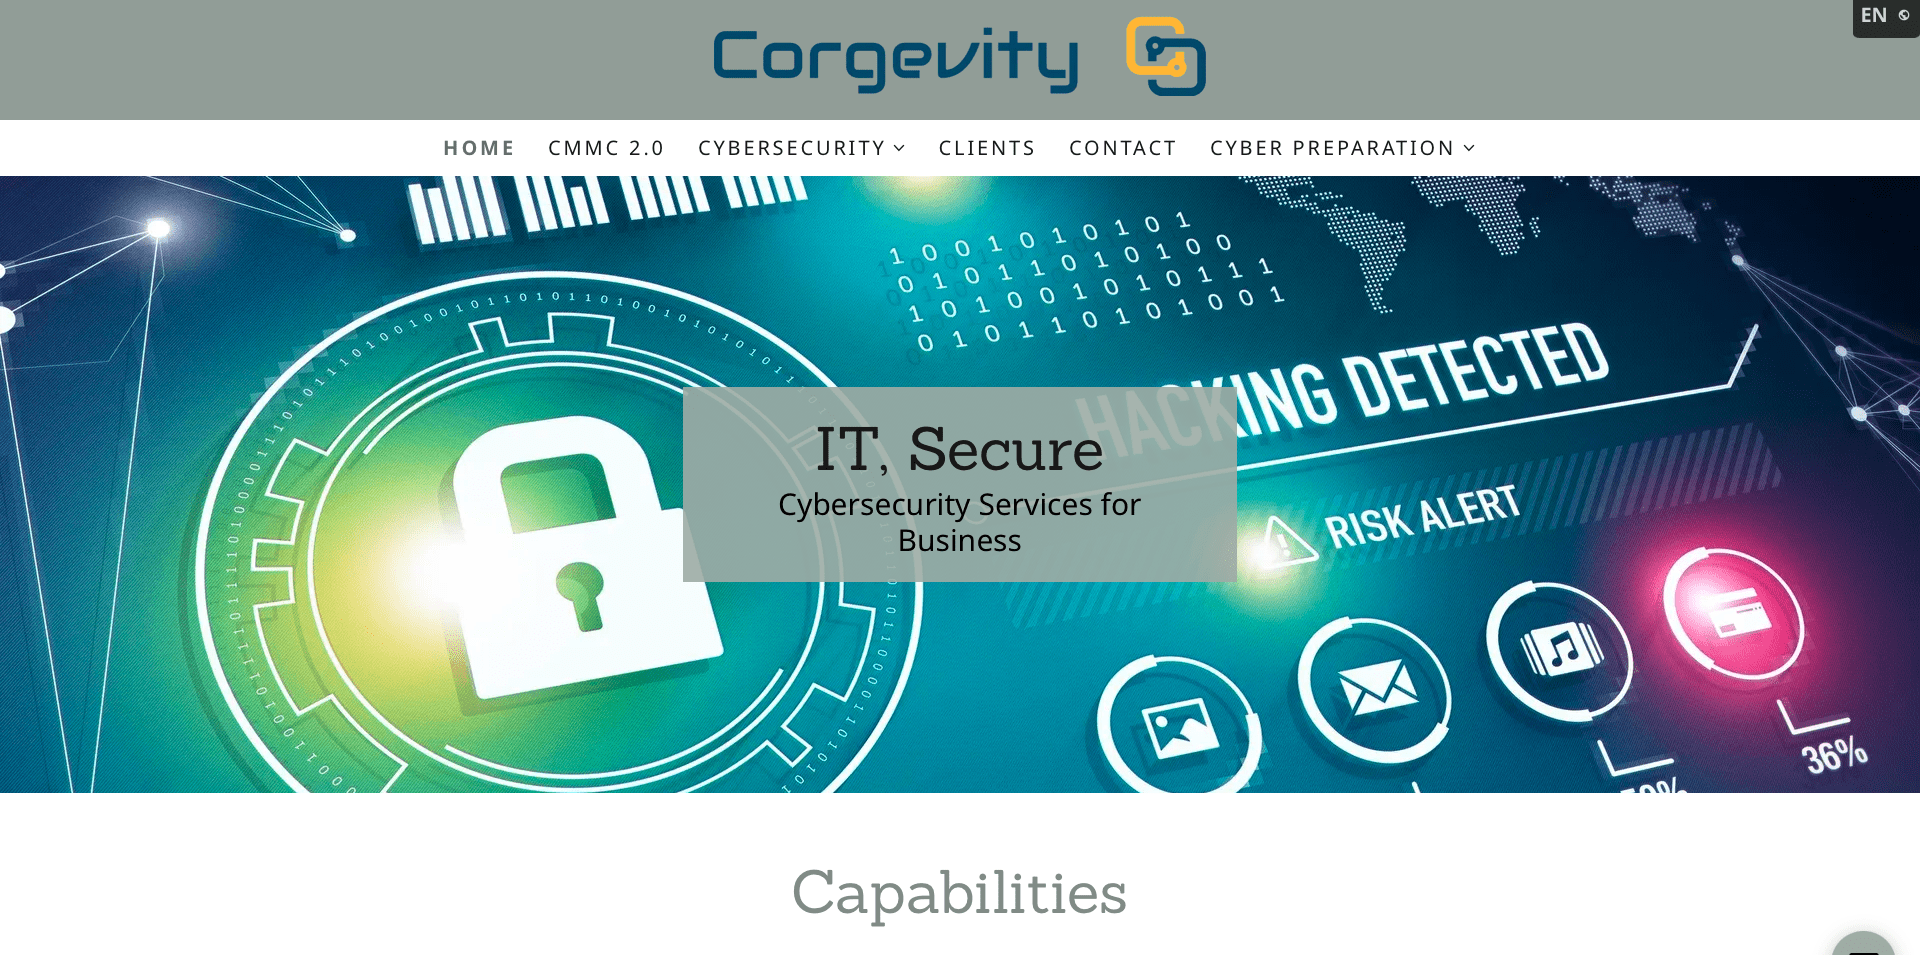 Corgevity
EN
HOME CMMC 2.0 CYBERSECURITY CLIENTS CONTACT CYBER PREPARATION
1 0 0 1 0 1 0 1 0 1
0 1 0 1 1 0 1 0 1 0 0
1 0 1 0 0 1 0 1 0 1 1 1
0 1 0 1 1 0 1 0 1 0 0 1
HACKING DETECTED
IT, Secure
Cybersecurity Services for
Business
RISK ALERT
36%
Capabilities